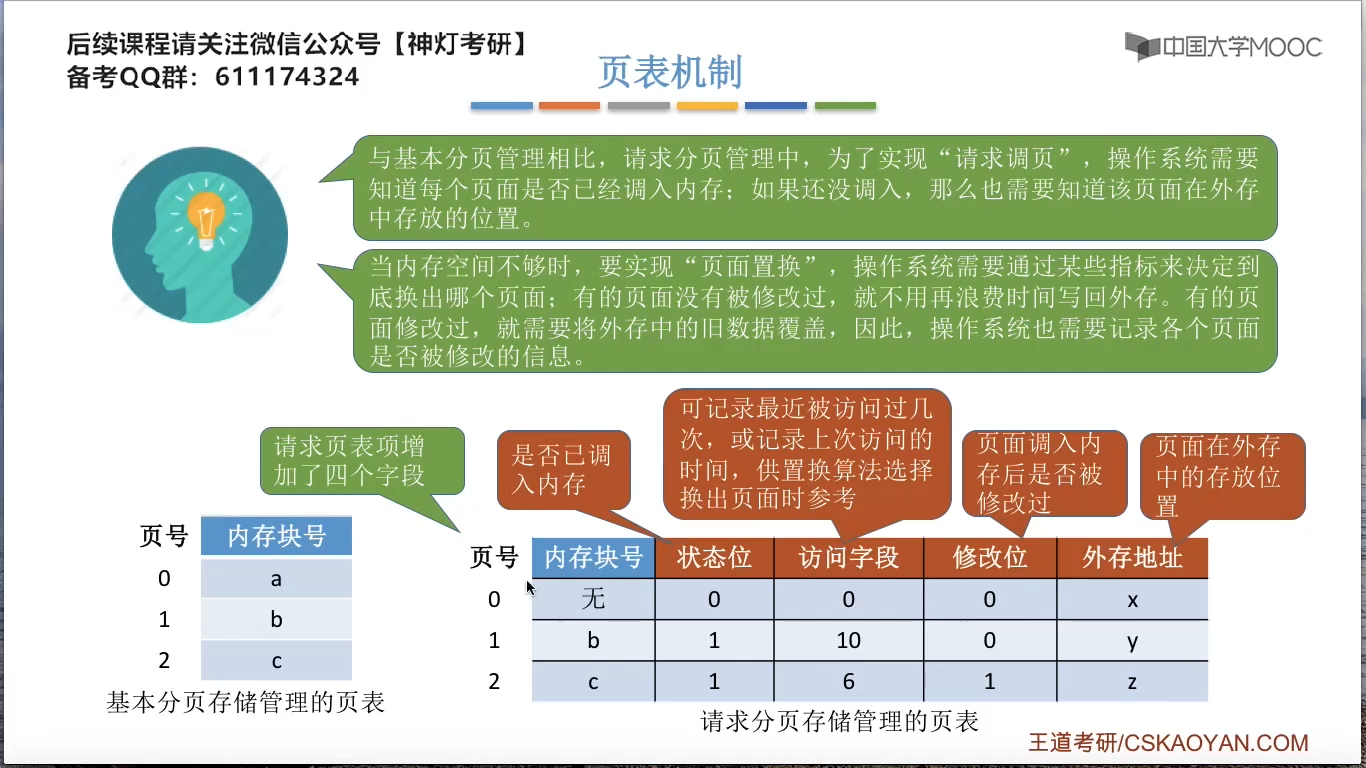 后续课程请关注微信公众号【神灯考研】
备考QQ群：611174324
中国大学MOOC
页表机制
与基本分页管理相比，请求分页管理中，为了实现“请求调页”，操作系统需要
知道每个页面是否已经调入内存；如果还没调入，那么也需要知道该页面在外存
中存放的位置。
当内存空间不够时，要实现“页面置换”，操作系统需要通过某些指标来决定到
底换出哪个页面；有的页面没有被修改过，就不用再浪费时间写回外存。有的页
面修改过，就需要将外存中的旧数据覆盖，因此，操作系统也需要记录各个页面
是否被修改的信息。
请求页表项增
加了四个字段
是否已调
入内存
可记录最近被访问过几
次，或记录上次访问的
时间，供置换算法选择
换出页面时参考
页面调入内
存后是否被
修改过
页面在外存
中的存放位
置
页号 内存块号
0 a
1 b
2 c
基本分页存储管理的页表
页号 内存块号 状态位 访问字段 修改位 外存地址
0 无 0 0 0 x
1 b 1 10 0 y
2 c 1 6 1 z
请求分页存储管理的页表
王道考研/CSKAOYAN.COM